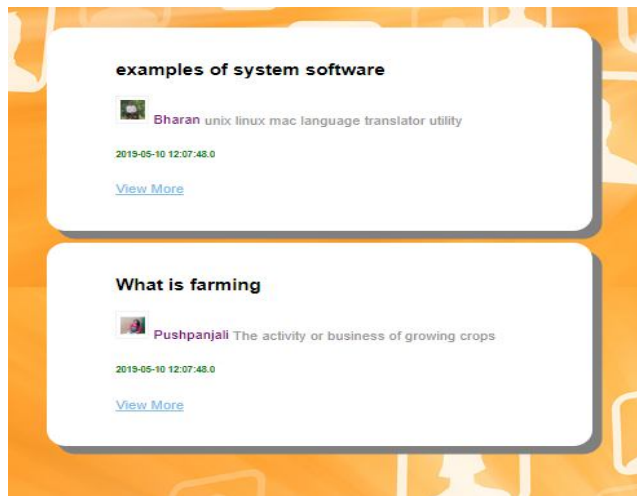 examples of system software
Bharan unix linux mac language translator utility
2019-05-10 12:07:48.0
View More
What is farming
Pushpanjali The activity or business of growing crops
2019-05-10 12:07:48.0
View More